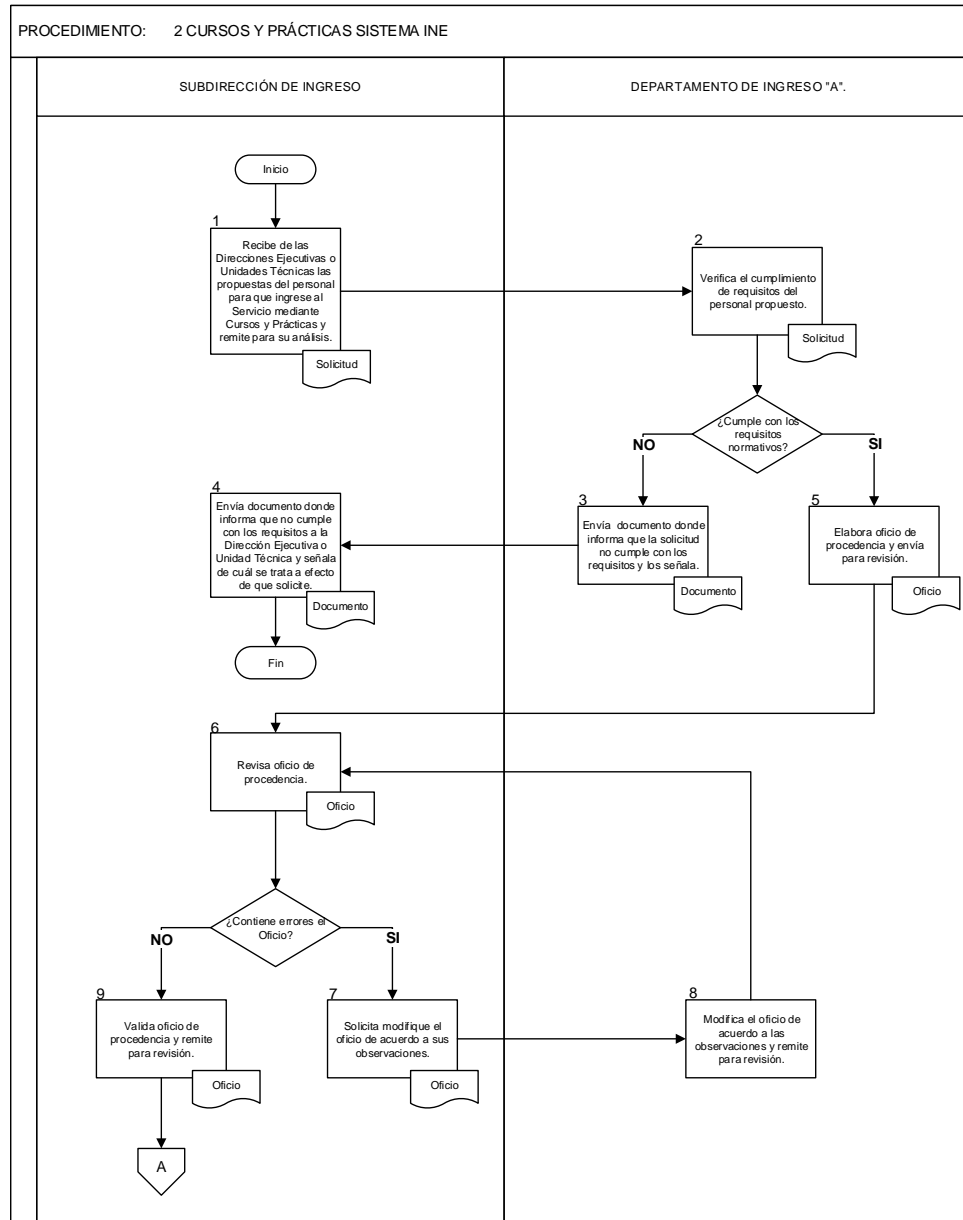 PROCEDIMIENTO: 2 CURSOS Y PRÁCTICAS SISTEMA INE
SUBDIRECCIÓN DE INGRESO
DEPARTAMENTO DE INGRESO "A".
Inicio
1
Recibe de las
Direcciones Ejecutivas o
Unidades Técnicas las
propuestas del personal
para que ingrese al
Servicio mediante
Cursos y Prácticas y
remite para su análisis.
Solicitud
2
Verifica el cumplimiento
de requisitos del
personal propuesto.
Solicitud
¿Cumple con los
requisitos
normativos?
NO
SI
4
Envía documento donde
informa que no cumple
con los requisitos a la
Dirección Ejecutiva o
Unidad Técnica y señala
de cuál se trata a efecto
de que solicite.
Documento
3
Envía documento donde
informa que la solicitud
no cumple con los
requisitos y los señala.
Documento
5
Elabora oficio de
procedencia y envía
para revisión.
Oficio
Fin
6
Revisa oficio de
procedencia.
Oficio
¿Contiene errores el
Oficio?
NO
SI
9
Valida oficio de
procedencia y remite
para revisión.
Oficio
7
Solicita modifique el
oficio de acuerdo a sus
observaciones.
Oficio
8
Modifica el oficio de
acuerdo a las
observaciones y remite
para revisión.
A